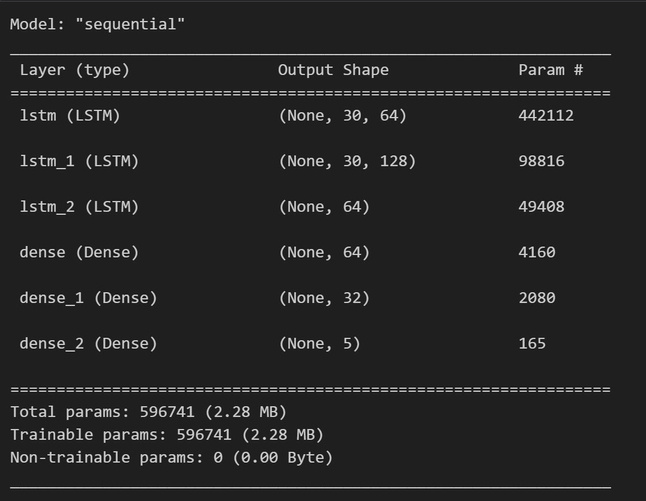 Model: "sequential"
Layer (type) Output Shape Param #
lstm (LSTM) (None, 30, 64) 442112
lstm_1 (LSTM) (None, 30, 128) 98816
lstm_2 (LSTM) (None, 64) 49408
dense (Dense) (None, 64) 4160
dense_1 (Dense) (None, 32) 2080
dense_2 (Dense) (None, 5) 165
Total params: 596741 (2.28 MB)
Trainable params: 596741 (2.28 MB)
Non-trainable params: 0 (0.00 Byte)